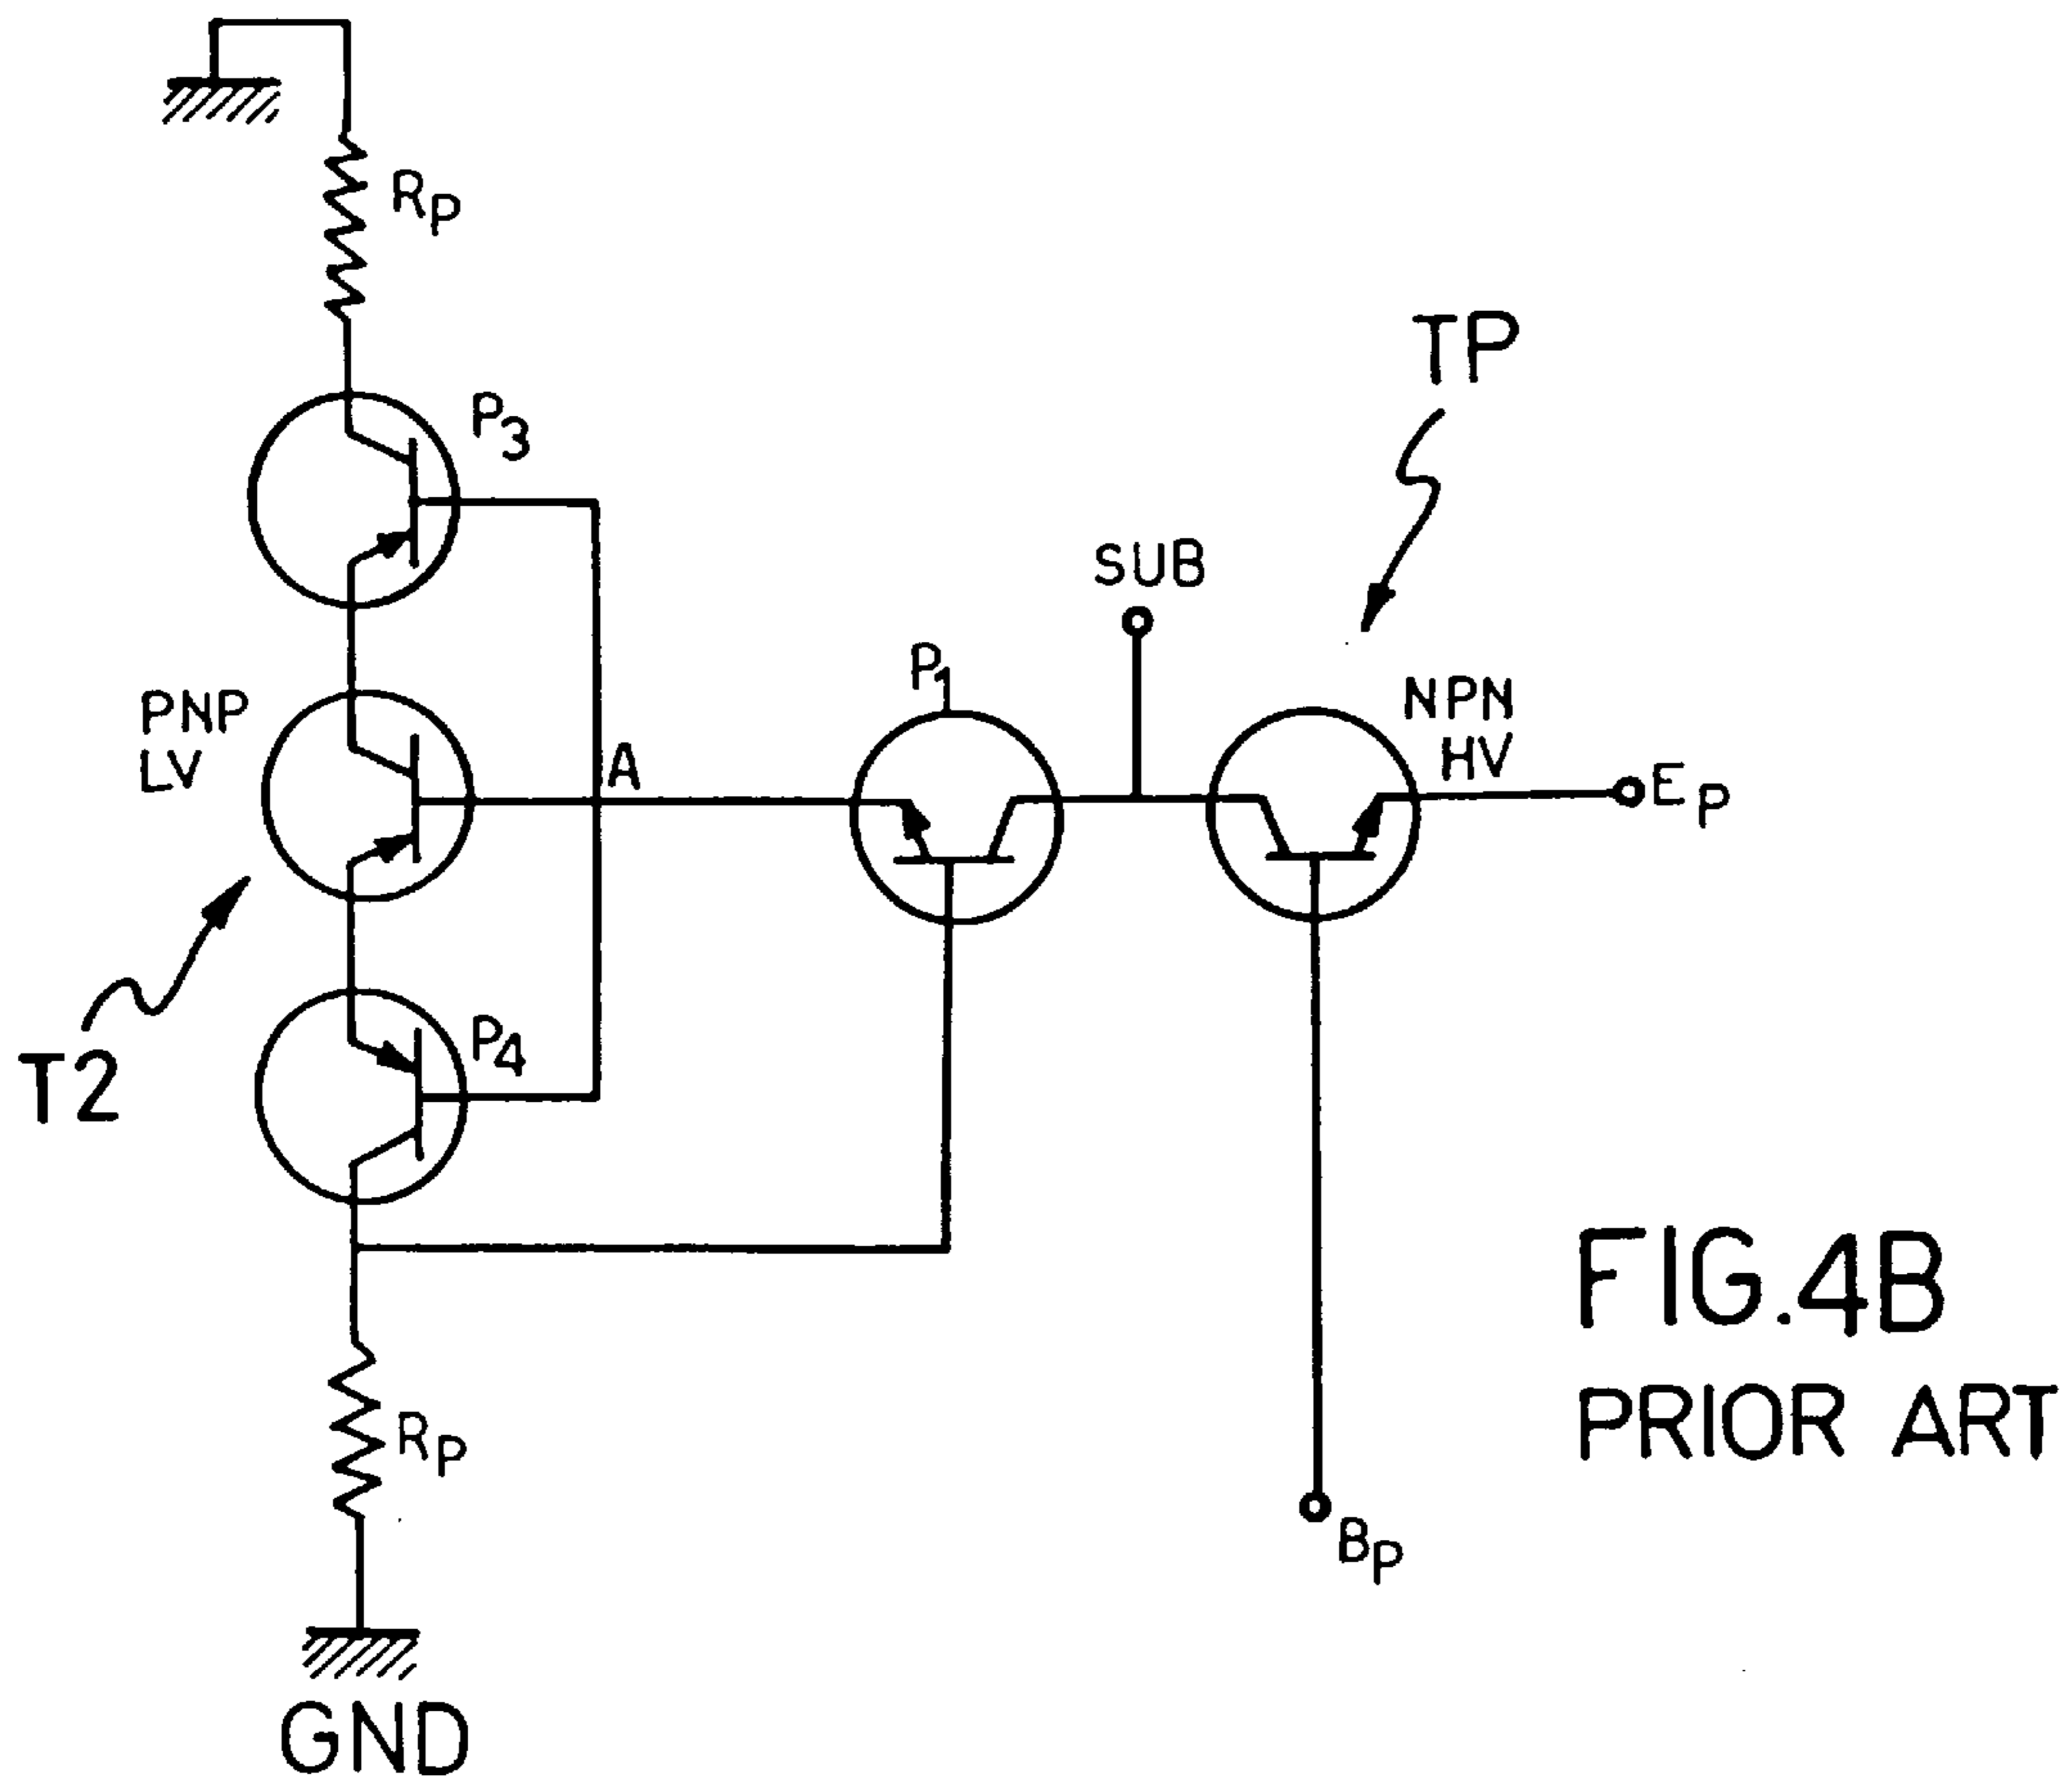 RP
P3
TP
SUB
P1
PNP
LV
NPN
HV
A
EP
T2
P4
FIG.4B
PRIOR ART
RP
BP
GND